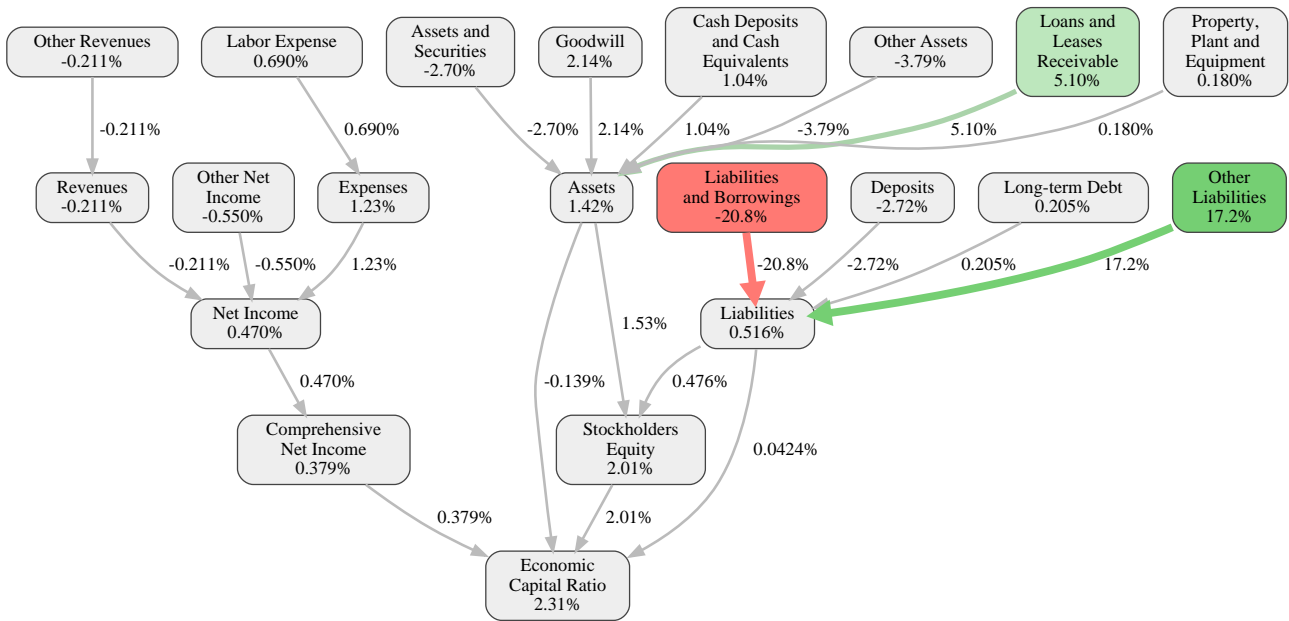 Other Revenues
-0.211%
Labor Expense
0.690%
Assets and
Securities
-2.70%
Goodwill
2.14%
Cash Deposits
and Cash
Equivalents
1.04%
Other Assets
-3.79%
Loans and
Leases
Receivable
5.10%
Property,
Plant and
Equipment
0.180%
-0.211%
0.690%
-2.70%
2.14%
1.04%
-3.79%
5.10%
0.180%
Revenues
-0.211%
Other Net
Income
-0.550%
Expenses
1.23%
Assets
1.42%
Liabilities
and Borrowings
-20.8%
Deposits
-2.72%
Long-term Debt
0.205%
Other
Liabilities
17.2%
-0.211%
-0.550%
1.23%
-20.8%
-2.72%
0.205%
17.2%
Net Income
0.470%
1.53%
Liabilities
0.516%
0.470%
-0.139%
0.476%
Comprehensive
Net Income
0.379%
Stockholders
Equity
2.01%
0.0424%
0.379%
2.01%
Economic
Capital Ratio
2.31%